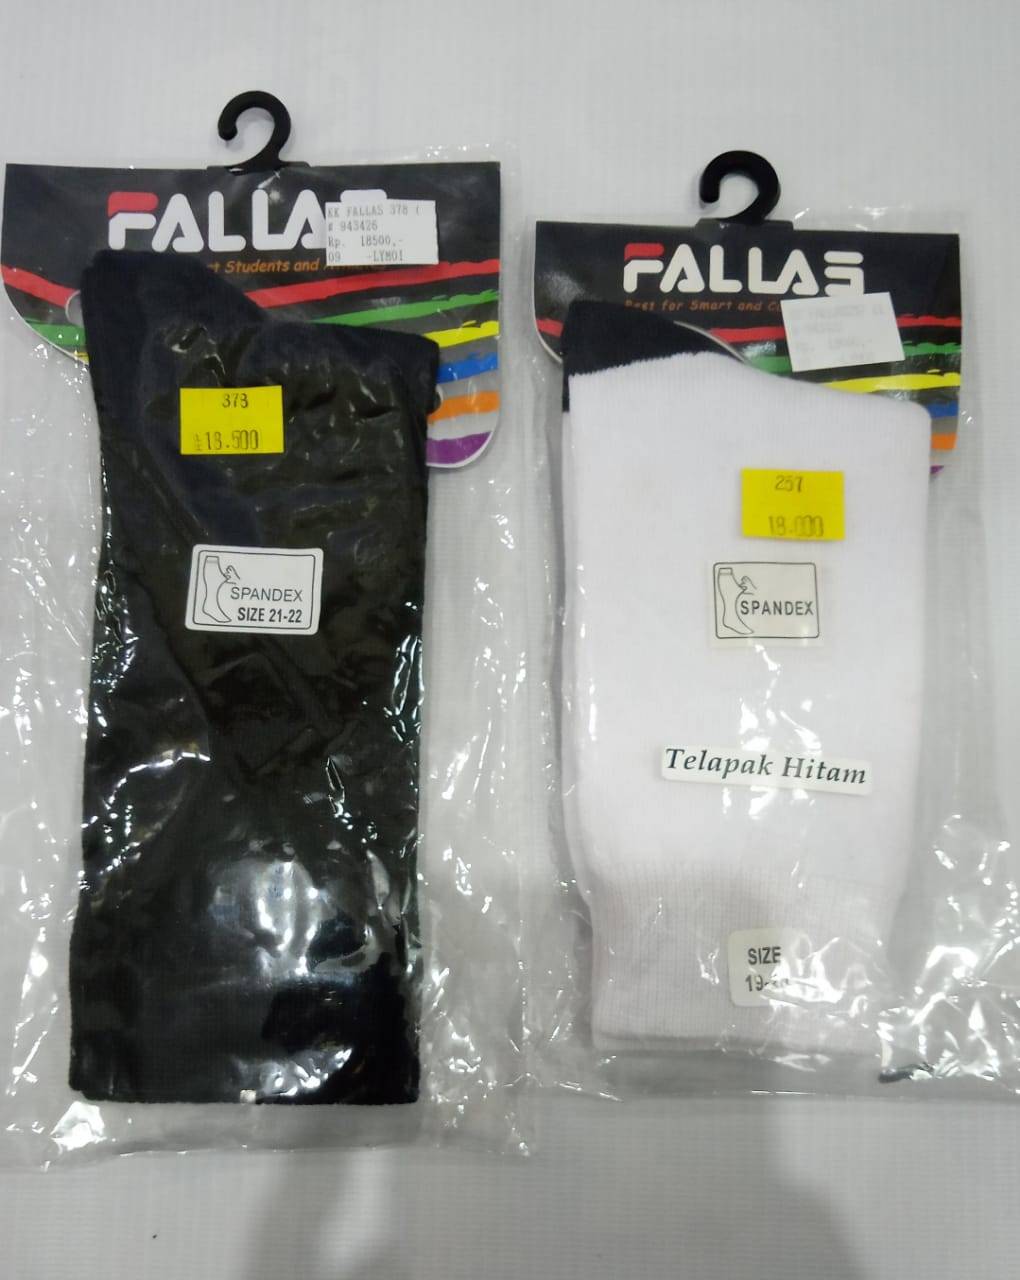 FALLAS
KK FALLAS 378 (
# 943426
Rp. 18500,-
09 -LYM01
Students and
378
18.500
SPANDEX
SIZE 21-22
FALLAS
Best for Smart and
257
18.000
SPANDEX
Telapak Hitam
SIZE